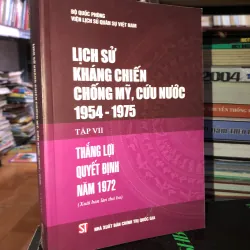 BỘ QUỐC PHÒNG
VIỆN LỊCH SỬ QUÂN SỰ VIỆT NAM
LỊCH SỬ
KHÁNG CHIẾN
CHỐNG MỸ, CỨU NƯỚC
1954 - 1975
TẬP VII
THẮNG LỢI
QUYẾT ĐỊNH
NĂM 1972
(Xuất bản lần thứ hai)
NHÀ XUẤT BẢN CHÍNH TRỊ QUỐC GIA
2004